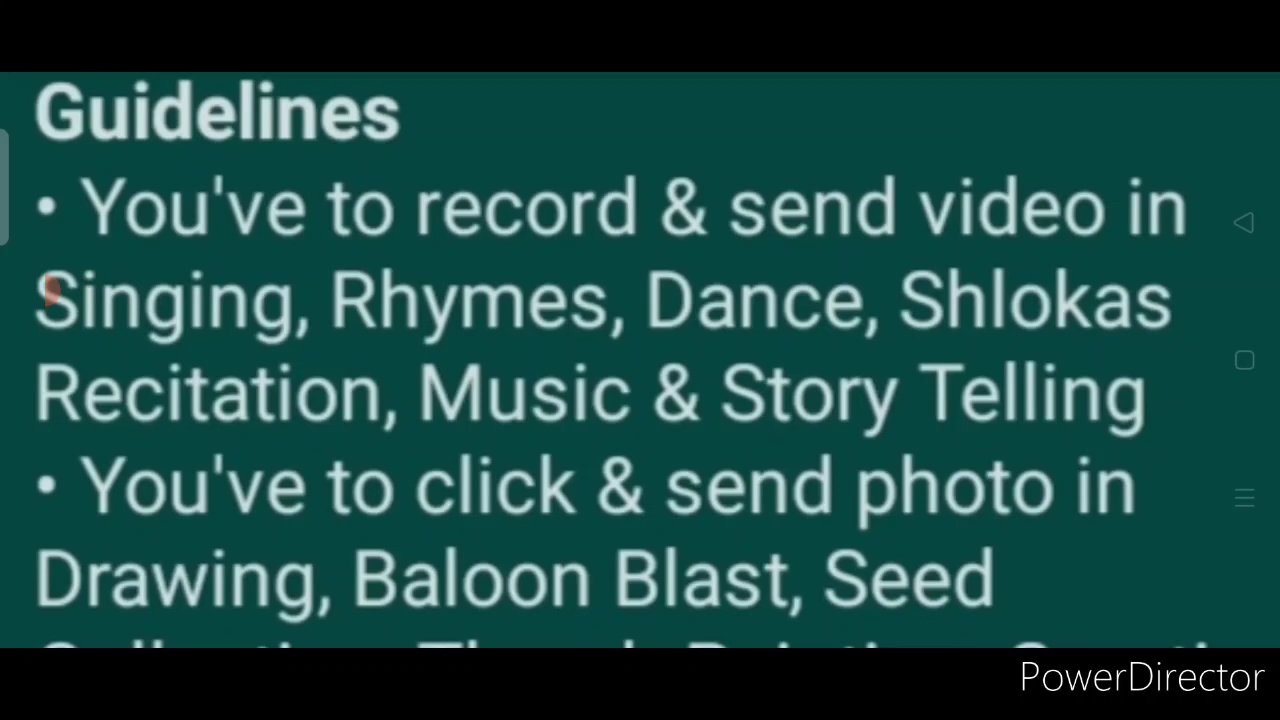 Guidelines
• You've to record & send video in
Singing, Rhymes, Dance, Shlokas
Recitation, Music & Story Telling
• You've to click & send photo in
Drawing, Baloon Blast, Seed
PowerDirector